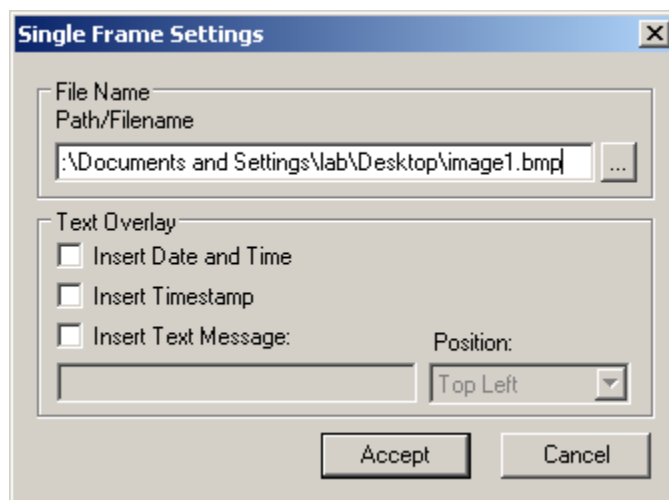 Single Frame Settings
File Name
Path/Filename
:\Documents and Settings\lab\Desktop\image1.bmp
...
Text Overlay
Insert Date and Time
Insert Timestamp
Insert Text Message:
Position:
Top Left
Accept
Cancel